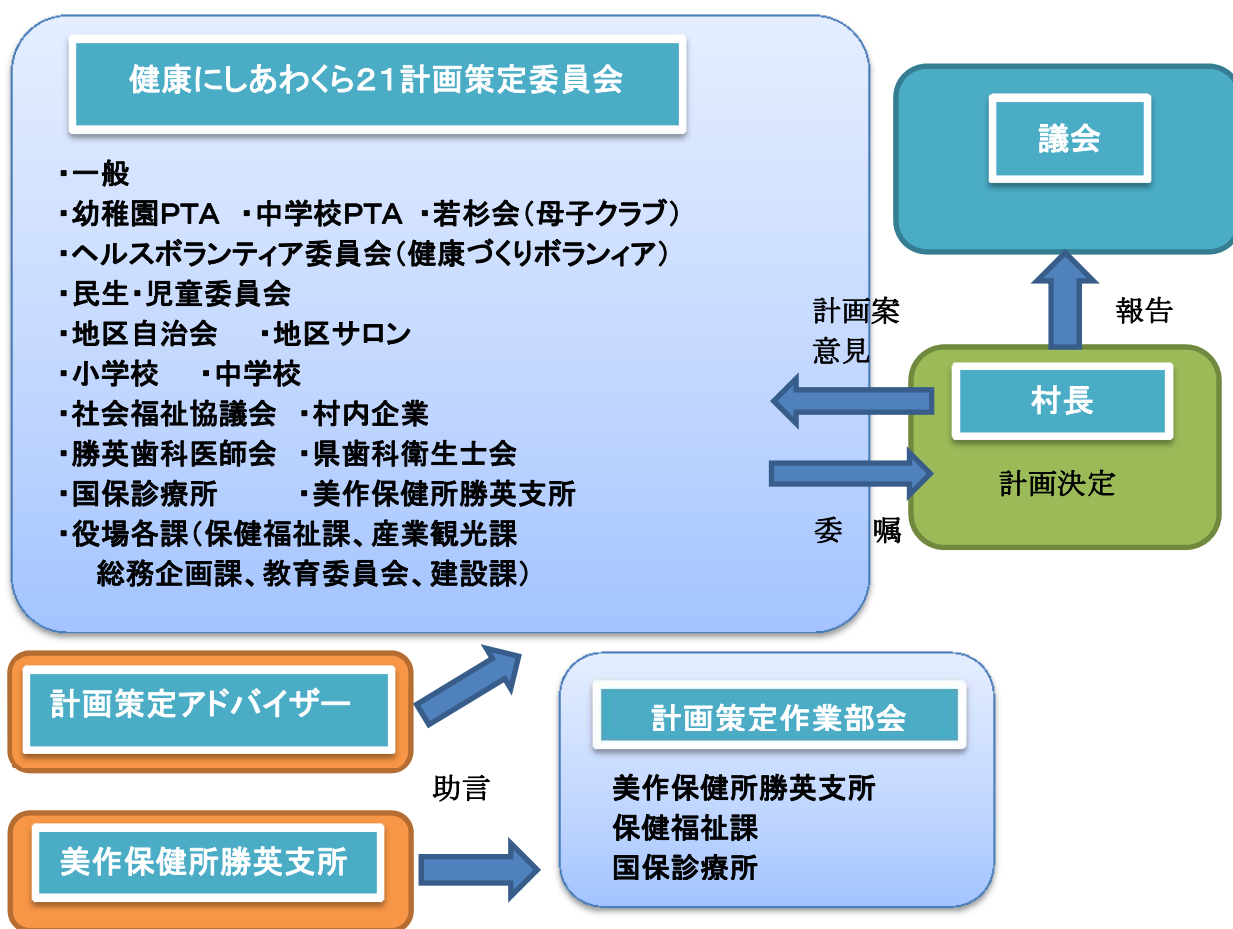 健康にしあわくら21計画策定委員会
・一般
・幼稚園PTA ・中学校PTA ・若杉会(母子クラブ)
・ヘルスボランティア委員会(健康づくりボランィア)
・民生・児童委員会
・地区自治会 ・地区サロン
・小学校 ・中学校
・社会福祉協議会 ・村内企業
・勝英歯科医師会 ・県歯科衛生士会
・国保診療所 ・美作保健所勝英支所
・役場各課(保健福祉課、産業観光課
総務企画課、教育委員会、建設課)
議会
報告
計画案
意見
村長
計画決定
委 嘱
計画策定アドバイザー
助言
美作保健所勝英支所
計画策定作業部会
美作保健所勝英支所
保健福祉課
国保診療所